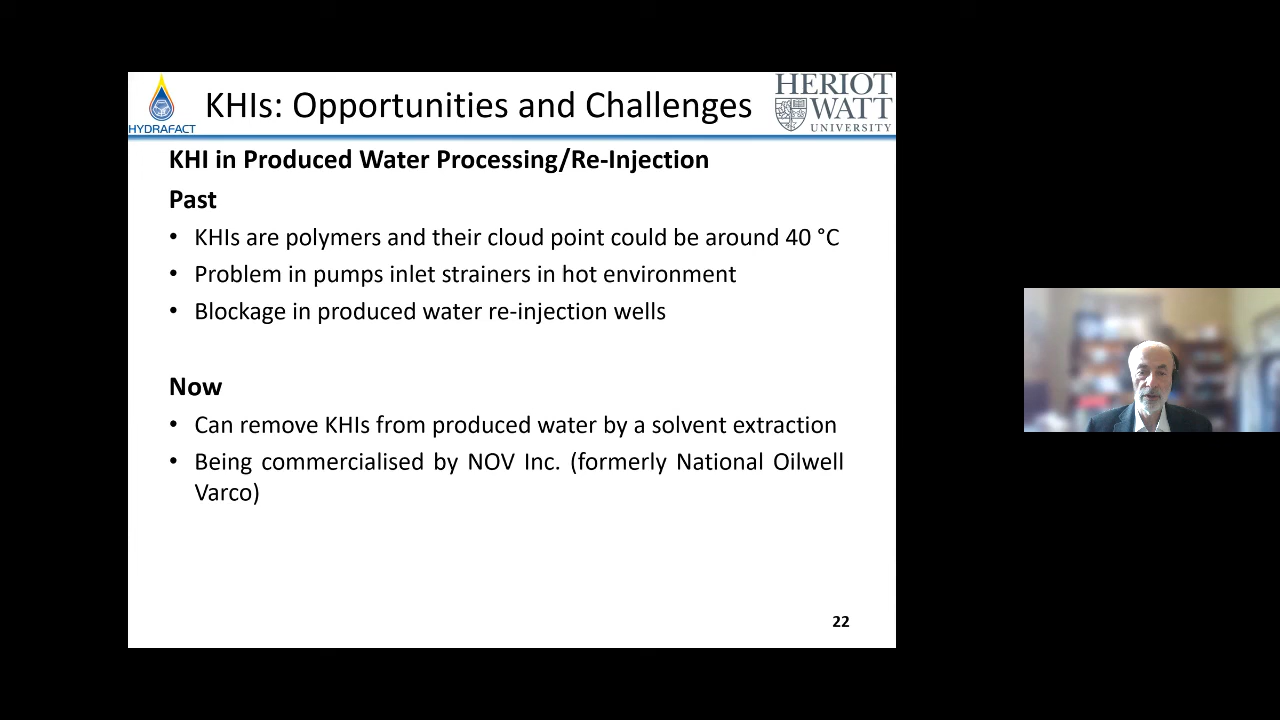 HYDRAFACT
KHIs: Opportunities and Challenges
HERIOT
WATT
UNIVERSITY
KHI in Produced Water Processing/Re-Injection
Past
• KHIs are polymers and their cloud point could be around 40 °C
• Problem in pumps inlet strainers in hot environment
• Blockage in produced water re-injection wells
Now
• Can remove KHIs from produced water by a solvent extraction
• Being commercialised by NOV Inc. (formerly National Oilwell
Varco)
22